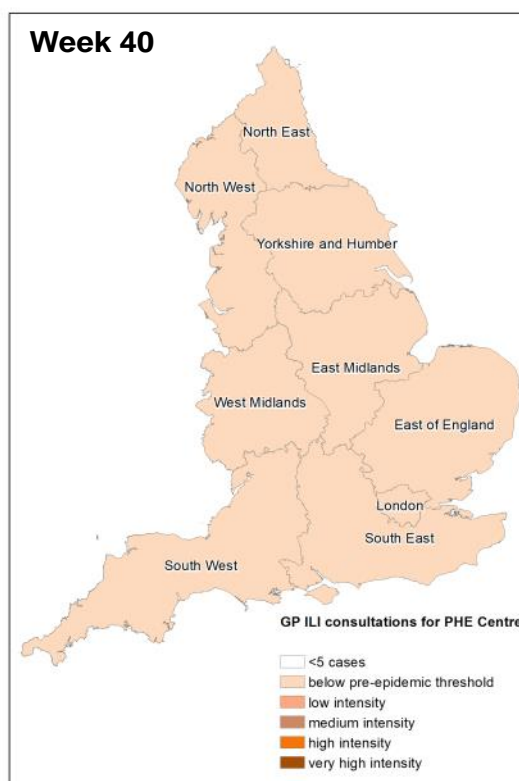 Week 40
North East
North West
Yorkshire and Humber
East Midlands
West Midlands
East of England
London
South East
South West
GP ILI consultations for PHE Centre
<5 cases
below pre-epidemic threshold
low intensity
medium intensity
high intensity
very high intensity